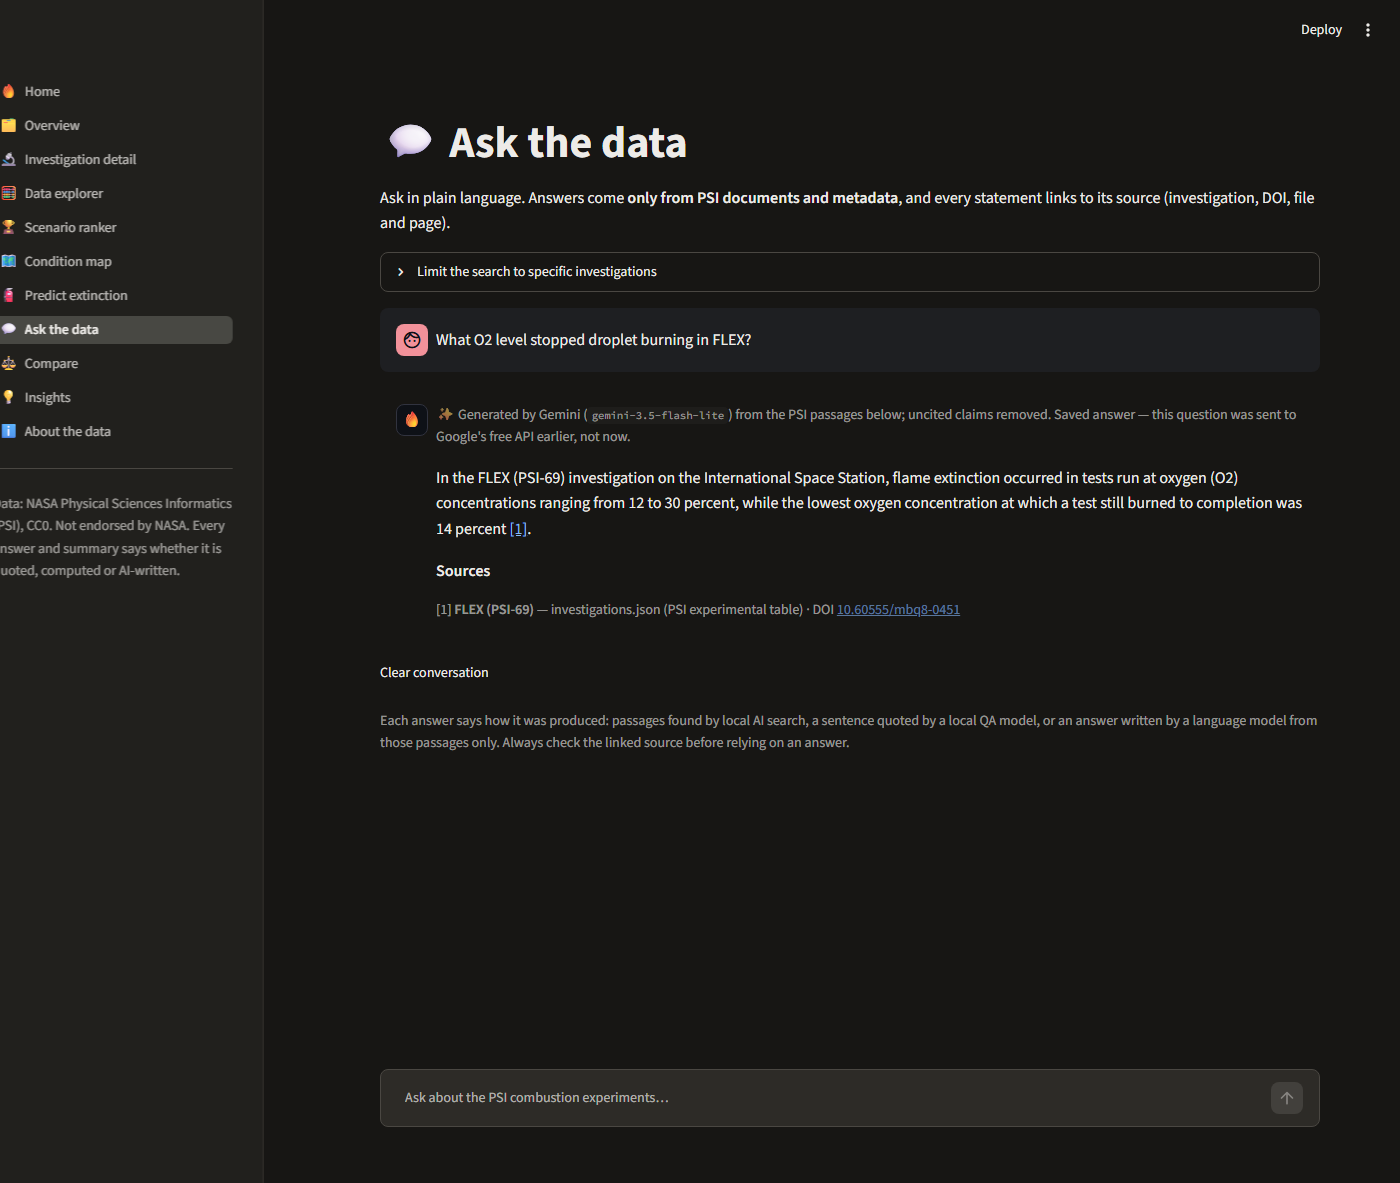 Deploy
Home
Overview
Investigation detail
Data explorer
Scenario ranker
Condition map
Predict extinction
Ask the data
Compare
Insights
About the data
ata: NASA Physical Sciences Informatics
PSI), CC0. Not endorsed by NASA. Every
nswer and summary says whether it is
uoted, computed or AI-written.
Ask the data
Ask in plain language. Answers come only from PSI documents and metadata, and every statement links to its source (investigation, DOI, file
and page).
Limit the search to specific investigations
What O2 level stopped droplet burning in FLEX?
Generated by Gemini ( gemini-3.5-flash-lite ) from the PSI passages below; uncited claims removed. Saved answer — this question was sent to
Google's free API earlier, not now.
In the FLEX (PSI-69) investigation on the International Space Station, flame extinction occurred in tests run at oxygen (O2)
concentrations ranging from 12 to 30 percent, while the lowest oxygen concentration at which a test still burned to completion was
14 percent [1].
Sources
[1] FLEX (PSI-69) — investigations.json (PSI experimental table) · DOI 10.60555/mbq8-0451
Clear conversation
Each answer says how it was produced: passages found by local AI search, a sentence quoted by a local QA model, or an answer written by a language model from
those passages only. Always check the linked source before relying on an answer.
Ask about the PSI combustion experiments…